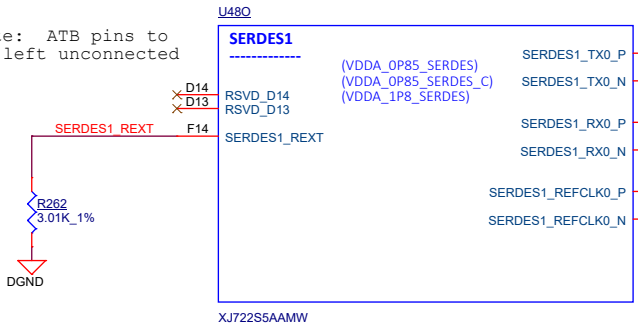 U48O
e: ATB pins to
left unconnected
SERDES1
-------------
(VDDA_0P85_SERDES)
(VDDA_0P85_SERDES_C)
(VDDA_1P8_SERDES)
SERDES1_TX0_P
SERDES1_TX0_N
D14
RSVD_D14
D13
RSVD_D13
SERDES1_REXT
F14
SERDES1_REXT
SERDES1_RX0_P
SERDES1_RX0_N
SERDES1_REFCLK0_P
SERDES1_REFCLK0_N
R262
3.01K_1%
DGND
XJ722S5AAMW